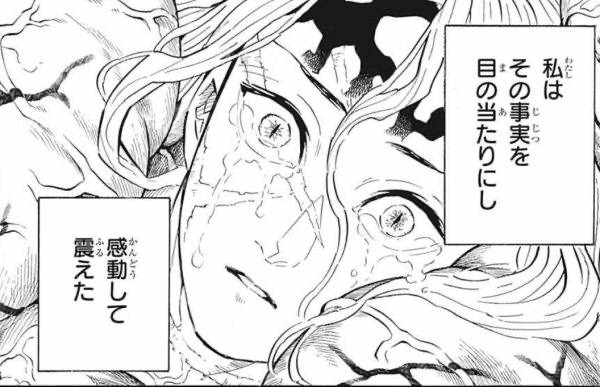 私は
その事実を
目の当たりにし
感動して
震えた